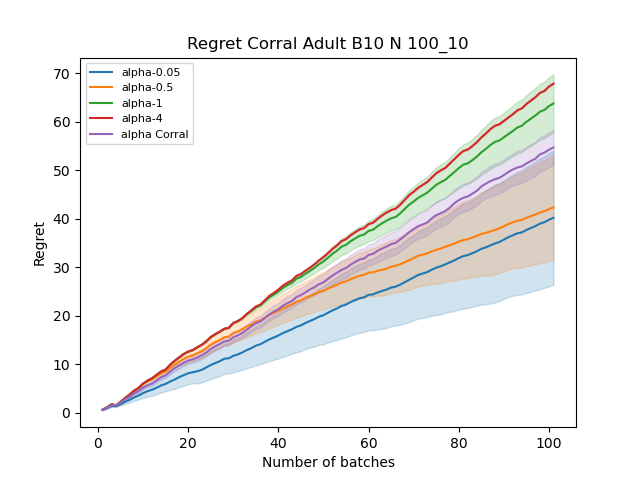 Regret Corral Adult B10 N 100_10
alpha-0.05
alpha-0.5
alpha-1
alpha-4
alpha Corral
Regret
70
60
50
40
30
20
10
0
0 20 40 60 80 100
Number of batches